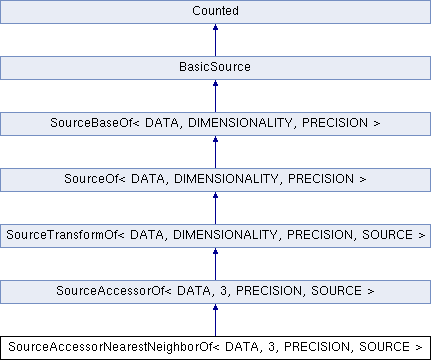 Counted
BasicSource
SourceBaseOf< DATA, DIMENSIONALITY, PRECISION >
SourceOf< DATA, DIMENSIONALITY, PRECISION >
SourceTransformOf< DATA, DIMENSIONALITY, PRECISION, SOURCE >
SourceAccessorOf< DATA, 3, PRECISION, SOURCE >
SourceAccessorNearestNeighborOf< DATA, 3, PRECISION, SOURCE >